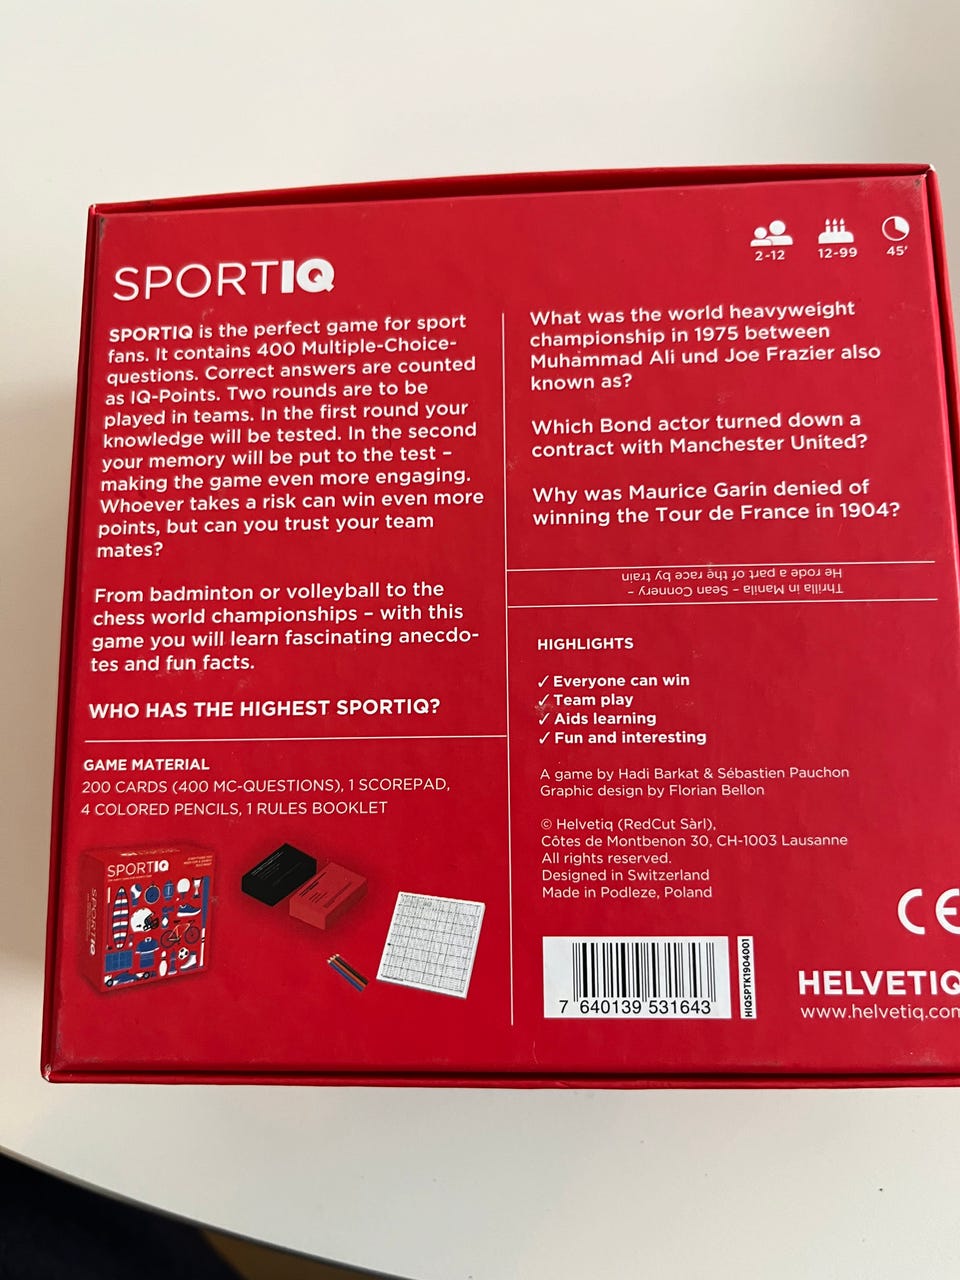 SPORTIQ
SPORTIQ is the perfect game for sport
fans. It contains 400 Multiple-Choice-
questions. Correct answers are counted
as IQ-Points. Two rounds are to be
played in teams. In the first round your
knowledge will be tested. In the second
your memory will be put to the test –
making the game even more engaging.
Whoever takes a risk can win even more
points, but can you trust your team
mates?
From badminton or volleyball to the
chess world championships – with this
game you will learn fascinating anecdo-
tes and fun facts.
WHO HAS THE HIGHEST SPORTIQ?
GAME MATERIAL
200 CARDS (400 MC-QUESTIONS), 1 SCOREPAD,
4 COLORED PENCILS, 1 RULES BOOKLET
SPORTIQ
SPORTIQ
2-12
12-99
45'
What was the world heavyweight
championship in 1975 between
Muhammad Ali und Joe Frazier also
known as?
Which Bond actor turned down a
contract with Manchester United?
Why was Maurice Garin denied of
winning the Tour de France in 1904?
Thrilla in Manila – Sean Connery –
He rode a part of the race by train
HIGHLIGHTS
✓ Everyone can win
✓ Team play
✓ Aids learning
✓ Fun and interesting
A game by Hadi Barkat & Sébastien Pauchon
Graphic design by Florian Bellon
© Helvetiq (RedCut Sàrl),
Côtes de Montbenon 30, CH-1003 Lausanne
All rights reserved.
Designed in Switzerland
Made in Podleze, Poland
CE
7 640139 531643
HIQSPTK1904001
HELVETIQ
www.helvetiq.com